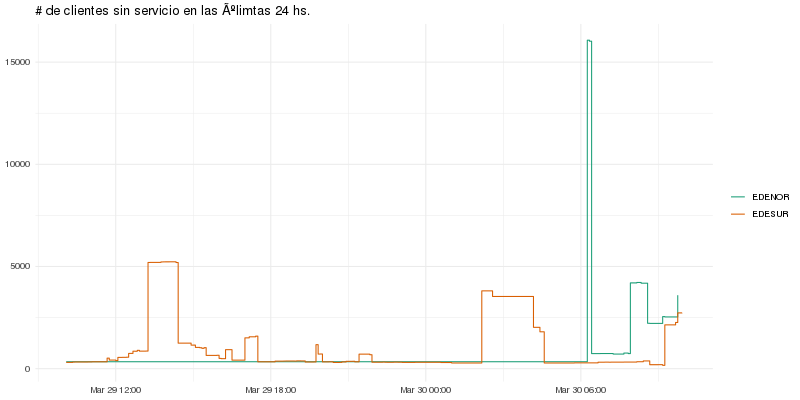 # de clientes sin servicio en las Ãºlimtas 24 hs.
15000
10000
5000
0
Mar 29 12:00
Mar 29 18:00
Mar 30 00:00
Mar 30 06:00
EDENOR
EDESUR